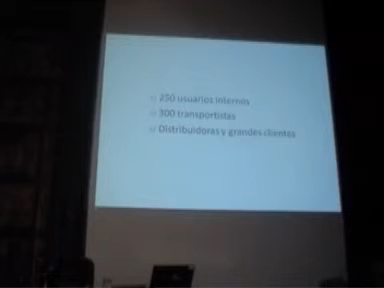 250 usuarios internos
300 transportistas
Distribuidoras y grandes clientes